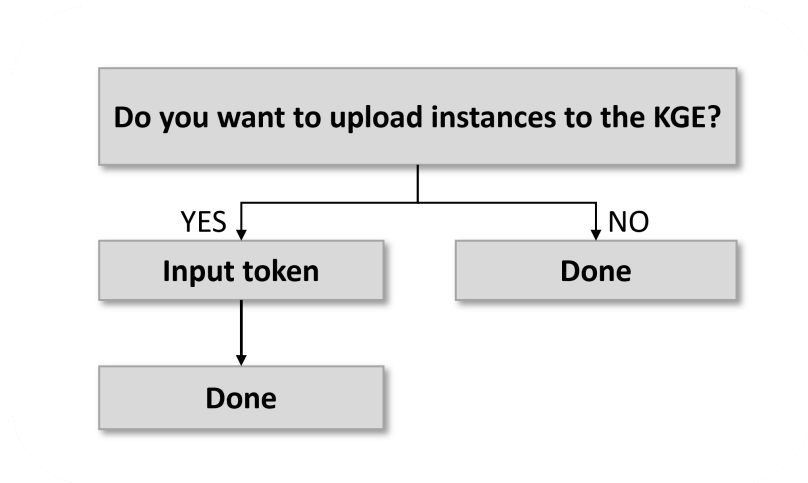 Do you want to upload instances to the KGE?
YES
NO
Input token
Done
Done